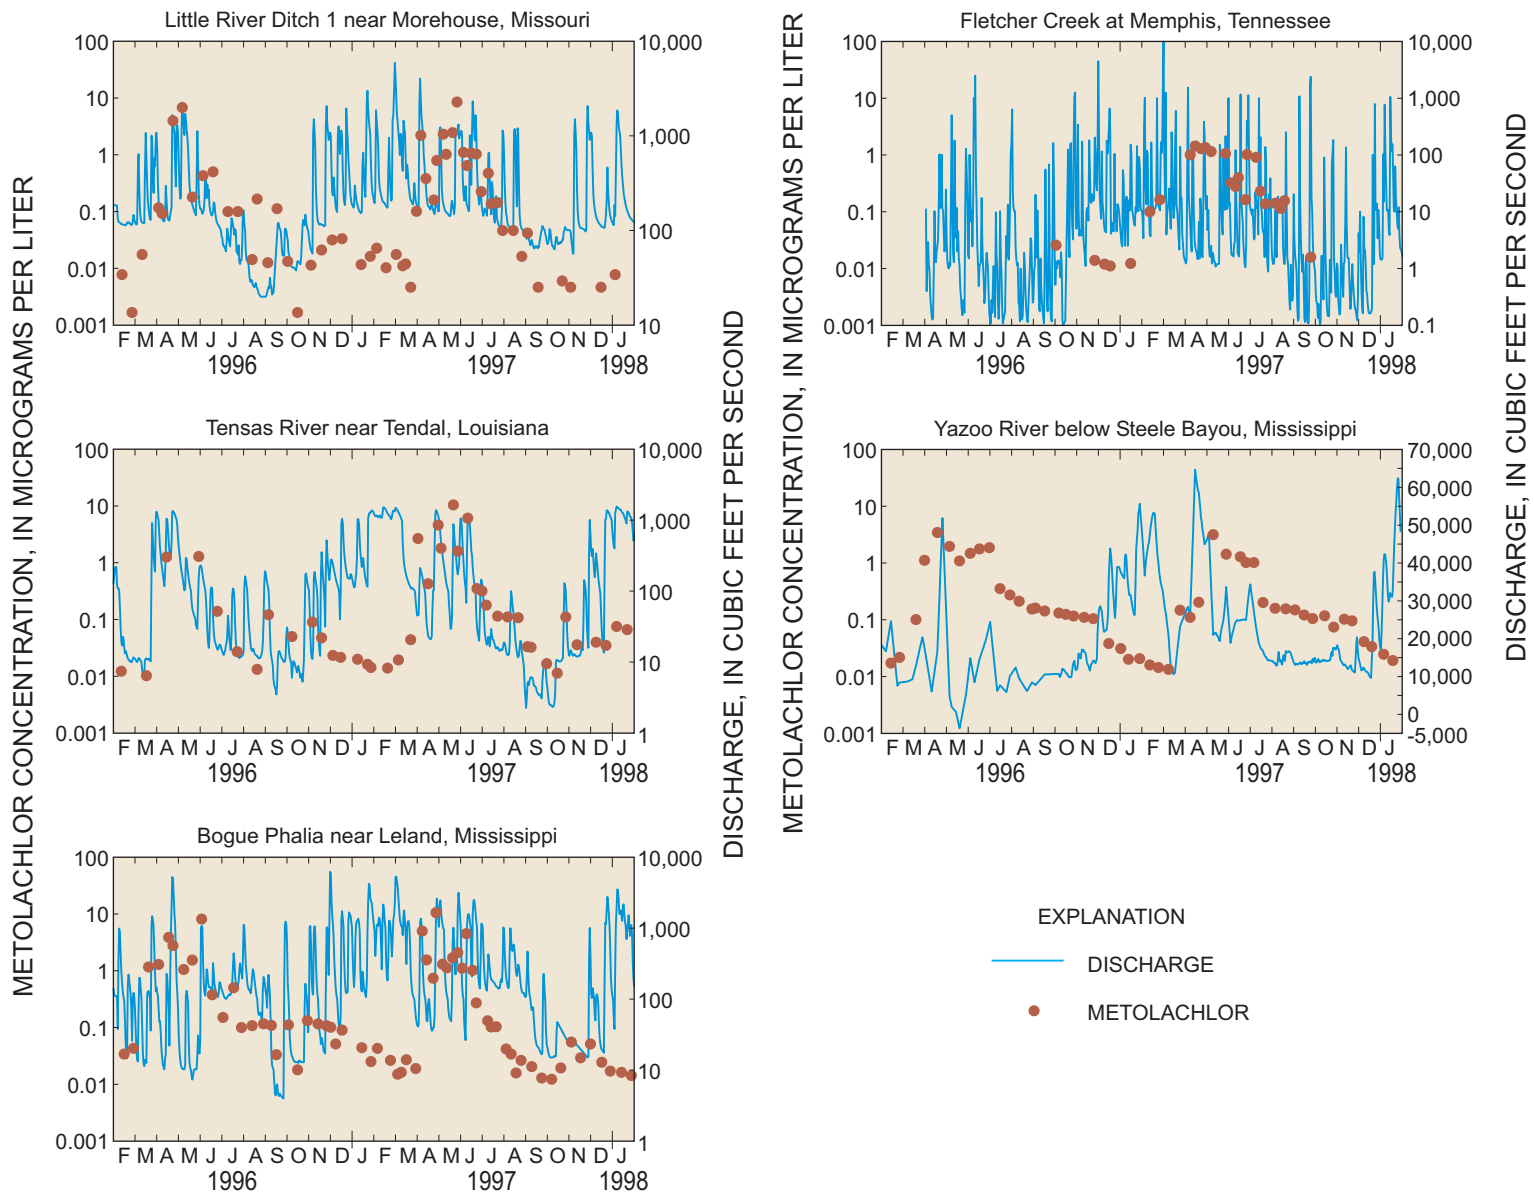 Little River Ditch 1 near Morehouse, Missouri
100
10
1
0.1
0.01
0.001
10,000
1,000
100
10
F M A M J J A S O N D J F M A M J J A S O N D J
1996 1997 1998
Fletcher Creek at Memphis, Tennessee
100
10
1
0.1
0.01
0.001
10,000
1,000
100
10
1
0.1
F M A M J J A S O N D J F M A M J J A S O N D J
1996 1997 1998
Tensas River near Tendal, Louisiana
100
10
1
0.1
0.01
0.001
10,000
1,000
100
10
1
F M A M J J A S O N D J F M A M J J A S O N D J
1996 1997 1998
Yazoo River below Steele Bayou, Mississippi
100
10
1
0.1
0.01
0.001
70,000
60,000
50,000
40,000
30,000
20,000
10,000
0
-5,000
F M A M J J A S O N D J F M A M J J A S O N D J
1996 1997 1998
Bogue Phalia near Leland, Mississippi
100
10
1
0.1
0.01
0.001
10,000
1,000
100
10
1
F M A M J J A S O N D J F M A M J J A S O N D J
1996 1997 1998
METOLACHLOR CONCENTRATION, IN MICROGRAMS PER LITER
DISCHARGE, IN CUBIC FEET PER SECOND
METOLACHLOR CONCENTRATION, IN MICROGRAMS PER LITER
DISCHARGE, IN CUBIC FEET PER SECOND
EXPLANATION
DISCHARGE
METOLACHLOR